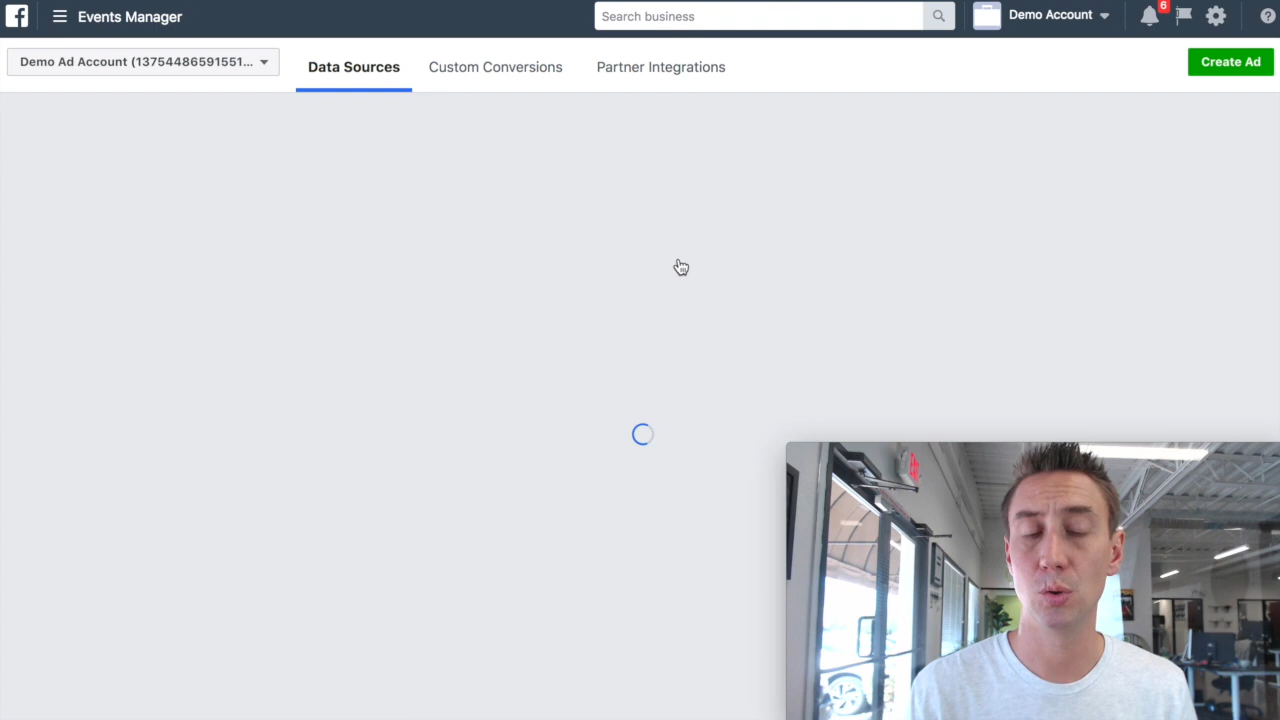 Events Manager
Search business
Demo Account
6
?
Demo Ad Account (13754486591551...
Data Sources
Custom Conversions
Partner Integrations
Create Ad